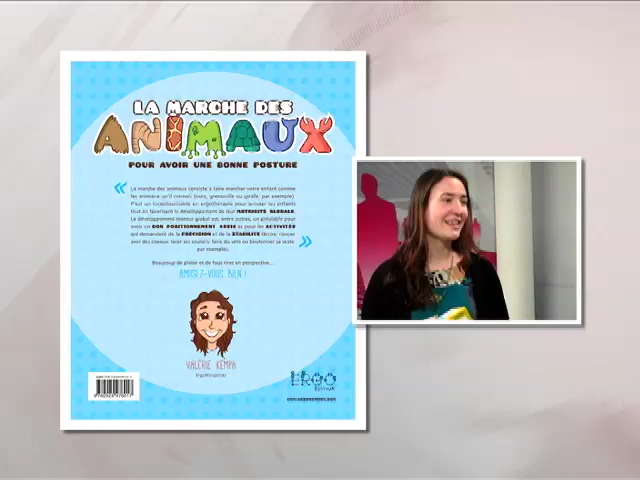 LA MARCHE DES
ANIMAUX
POUR AVOIR UNE BONNE POSTURE
« La marche des animaux consiste à faire marcher votre enfant comme
les animaux qu'il connaît (ours, grenouille ou girafe, par exemple).
C'est un incontournable en ergothérapie pour amuser les enfants
tout en favorisant le développement de leur MOTRICITÉ GLOBALE.
Le développement moteur global est, entre autres, un préalable pour
avoir un BON POSITIONNEMENT ASSIS et pour les ACTIVITÉS
qui demandent de la PRÉCISION et de la STABILITÉ (écrire, couper
avec des ciseaux, lacer ses souliers, faire du vélo ou boutonner sa veste,
par exemple). »
Beaucoup de plaisir et de fous rires en perspective...
AMUSEZ-VOUS BIEN !
VALÉRIE KEMPA
Ergothérapeute
ÉDITION